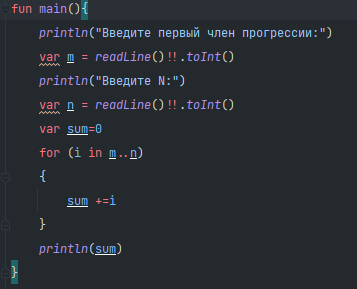 fun main(){
println("Введите первый член прогрессии:")
var m = readLine()!!.toInt()
println("Введите N:")
var n = readLine()!!.toInt()
var sum=0
for (i in m..n)
{
sum +=i
}
println(sum)
}